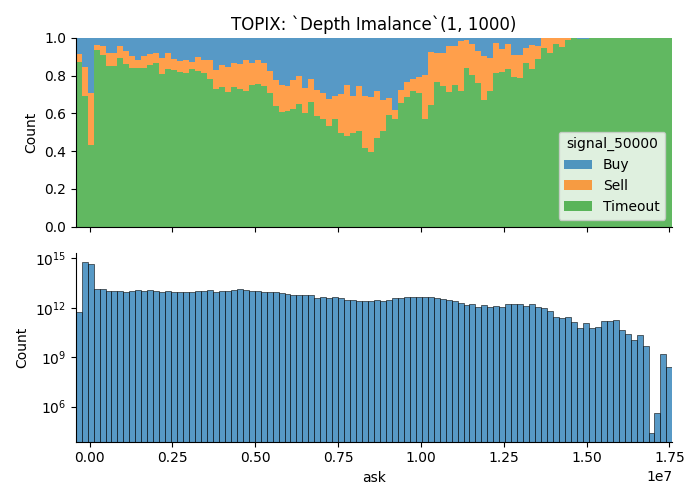 TOPIX: `Depth Imalance`(1, 1000)
Count
1.0
0.8
0.6
0.4
0.2
0.0
signal_50000
Buy
Sell
Timeout
Count
10^15
10^12
10^9
10^6
0.00 0.25 0.50 0.75 1.00 1.25 1.50 1.75
1e7
ask